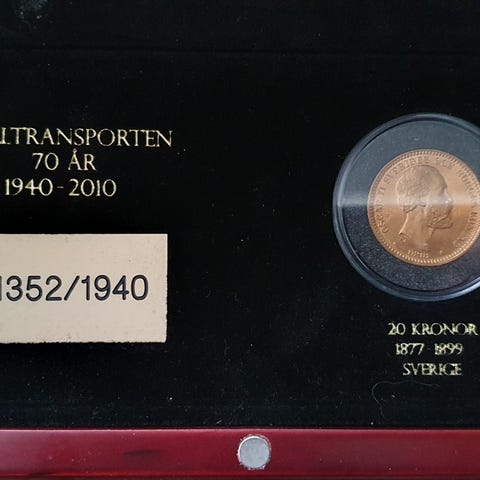 LTRANSPORTEN
70 ÅR
1940-2010
1352/1940
20 KRONOR
1877-1899
SVERIGE